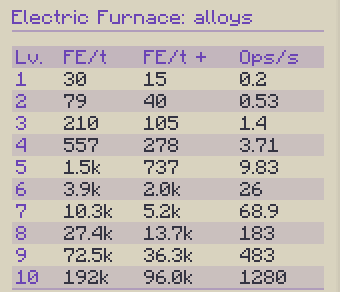 Electric Furnace: alloys
Lv. FE/t FE/t + Ops/s
1 30 15 0.2
2 79 40 0.53
3 210 105 1.4
4 557 278 3.71
5 1.5k 737 9.83
6 3.9k 2.0k 26
7 10.3k 5.2k 68.9
8 27.4k 13.7k 183
9 72.5k 36.3k 483
10 192k 96.0k 1280